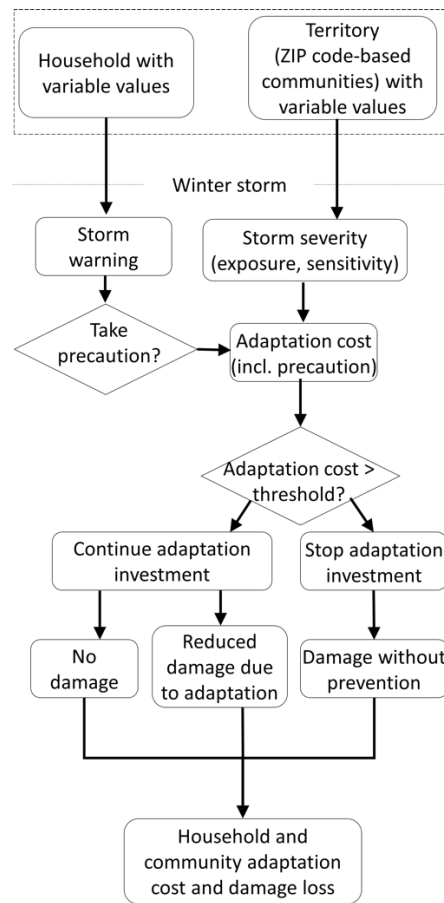 Household with
variable values
Territory
(ZIP code-based
communities) with
variable values
Winter storm
Storm
warning
Storm severity
(exposure, sensitivity)
Take
precaution?
Adaptation cost
(incl. precaution)
Adaptation cost >
threshold?
Continue adaptation
investment
Stop adaptation
investment
No
damage
Reduced
damage due
to adaptation
Damage without
prevention
Household and
community adaptation
cost and damage loss